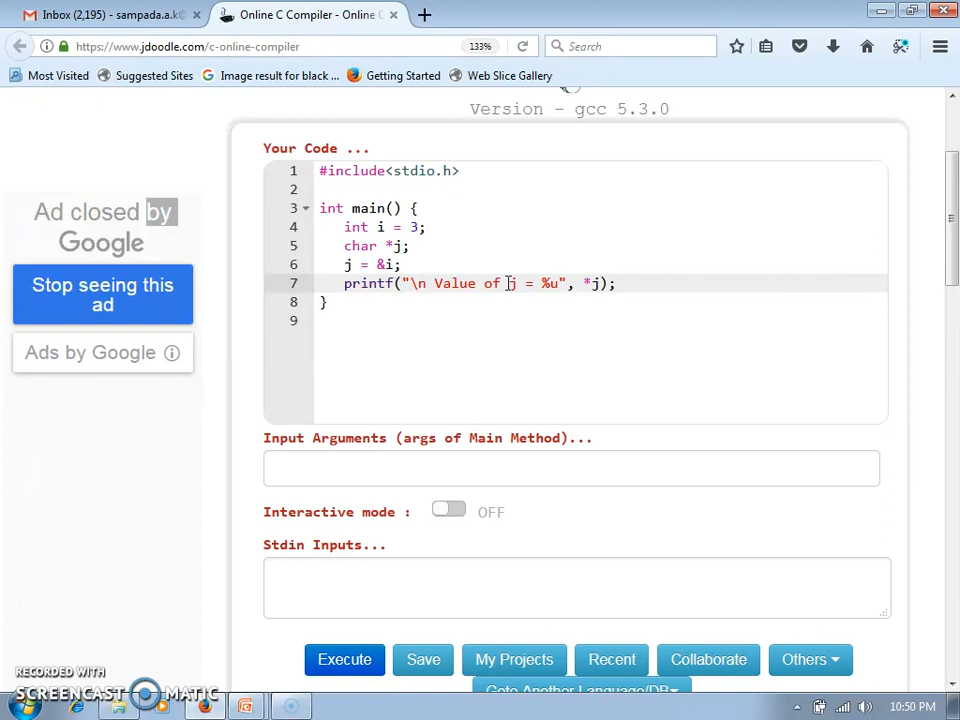 Inbox (2,195) - sampada.a.k@
Online C Compiler - Online C
https://www.jdoodle.com/c-online-compiler
133%
Search
Most Visited
Suggested Sites
Image result for black ...
Getting Started
Web Slice Gallery
Version - gcc 5.3.0
Your Code ...
1 #include<stdio.h>
2
3 int main() {
4 int i = 3;
5 char *j;
6 j = &i;
7 printf("\n Value of j = %u", *j);
8 }
9
Ad closed by
Google
Stop seeing this
ad
Ads by Google
Input Arguments (args of Main Method)...
Interactive mode :
OFF
Stdin Inputs...
Execute
Save
My Projects
Recent
Collaborate
Others
Goto Another Language/DB
RECORDED WITH
SCREENCAST MATIC
10:50 PM